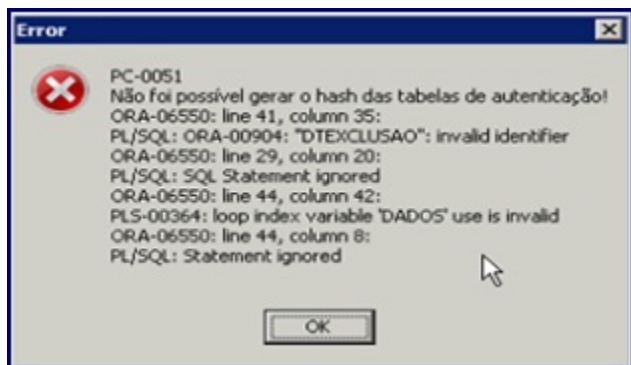 Error
PC-0051
Não foi possível gerar o hash das tabelas de autenticação!
ORA-06550: line 41, column 35:
PL/SQL: ORA-00904: "DTEXCLUSAO": invalid identifier
ORA-06550: line 29, column 20:
PL/SQL: SQL Statement ignored
ORA-06550: line 44, column 42:
PLS-00364: loop index variable 'DADOS' use is invalid
ORA-06550: line 44, column 8:
PL/SQL: Statement ignored
OK